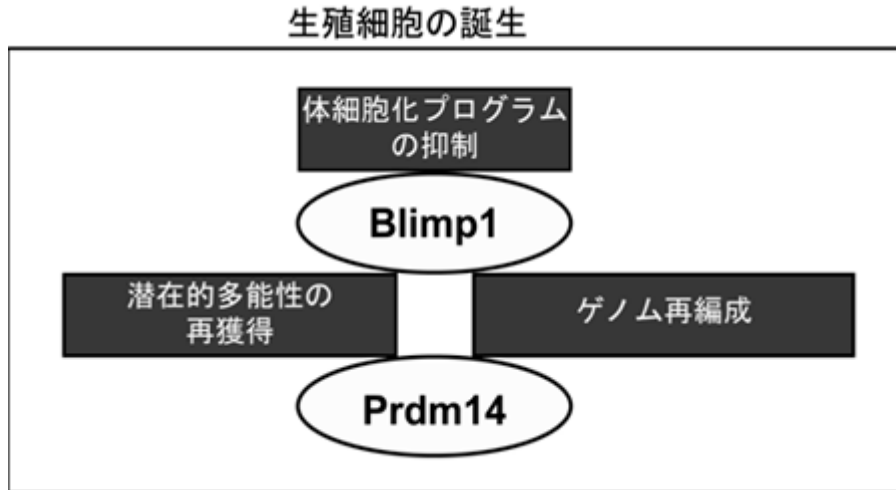 生殖細胞の誕生
体細胞化プログラム
の抑制
Blimp1
潜在的多能性の
再獲得
ゲノム再編成
Prdm14